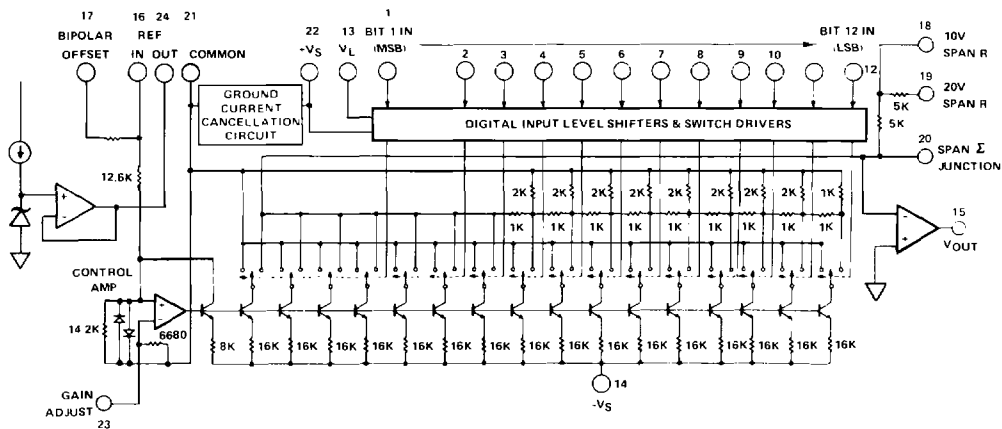 17 16 24 21
BIPOLAR REF
OFFSET IN OUT COMMON
22 13 1
+VS VL BIT 1 IN BIT 12 IN
(MSB) (LSB)
2 3 4 5 6 7 8 9 10 12
18
10V
SPAN R
19
20V
SPAN R
5K
5K
20
SPAN Σ
JUNCTION
GROUND
CURRENT
CANCELLATION
CIRCUIT
DIGITAL INPUT LEVEL SHIFTERS & SWITCH DRIVERS
12.6K
+
-
2K 2K 2K 2K 2K 2K 2K 1K
1K 1K 1K 1K 1K 1K 1K 1K
-
+
15
VOUT
CONTROL
AMP
+
-
14 2K
6680
8K 16K 16K 16K 16K 16K 16K 16K 16K 16K 16K 16K 16K 16K 16K 16K
14
-VS
GAIN
ADJUST
23